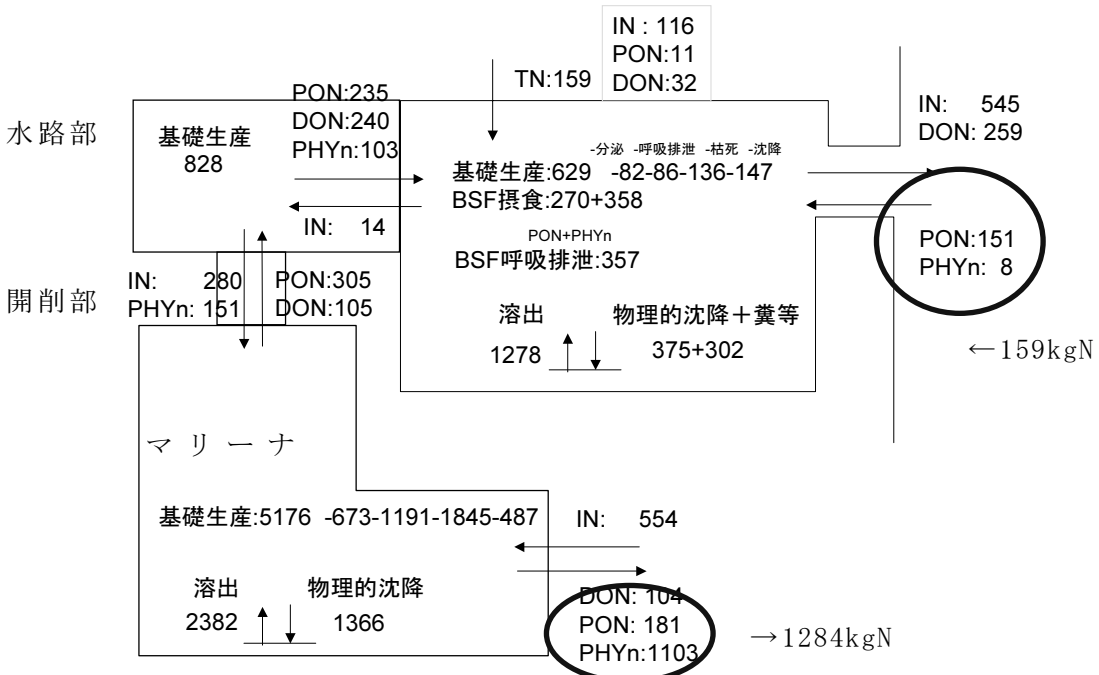 IN : 116
PON:11
DON:32
TN:159
水路部
基礎生産
828
PON:235
DON:240
PHYn:103
IN: 14
-分泌 -呼吸排泄 -枯死 -沈降
基礎生産:629 -82-86-136-147
BSF摂食:270+358
PON+PHYn
BSF呼吸排泄:357
溶出 物理的沈降+糞等
1278 375+302
IN: 545
DON: 259
PON:151
PHYn: 8
←159kgN
開削部
IN: 280
PHYn: 151
PON:305
DON:105
マリーナ
基礎生産:5176 -673-1191-1845-487
IN: 554
溶出 物理的沈降
2382 1366
DON: 104
PON: 181
PHYn:1103
→1284kgN